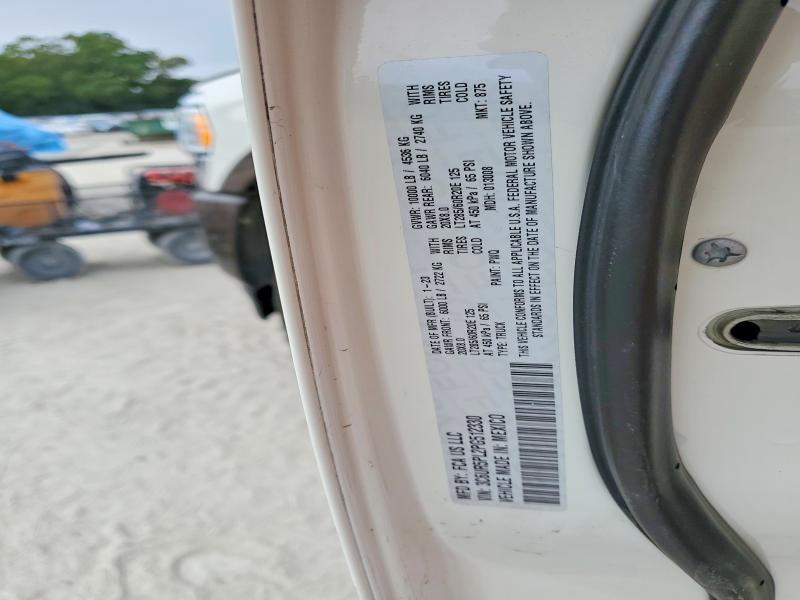 MFD BY: FCA US LLC
DATE OF MFR (BUILT): 1-23
GVWR: 10000 LB / 4536 KG
GAWR FRONT: 6000 LB / 2722 KG WITH
GAWR REAR: 6040 LB / 2740 KG WITH
20X8.0 RIMS
20X8.0 RIMS
LT285/60R20E 125 TIRES
LT285/60R20E 125 TIRES
AT 450 kPa / 65 PSI COLD
AT 450 kPa / 65 PSI COLD
VIN: 3C6UR5PL2PG512330
TYPE: TRUCK
PAINT: PWQ
MDH: 013008
MKT: 875
VEHICLE MADE IN: MEXICO
THIS VEHICLE CONFORMS TO ALL APPLICABLE U.S.A. FEDERAL MOTOR VEHICLE SAFETY
STANDARDS IN EFFECT ON THE DATE OF MANUFACTURE SHOWN ABOVE.